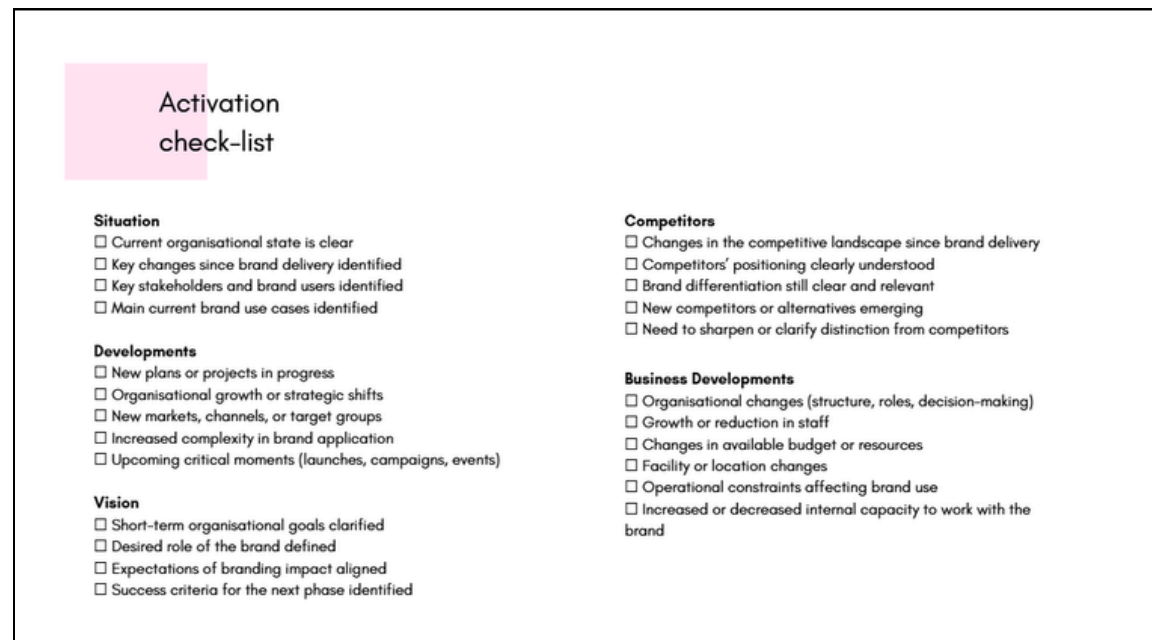 Activation
check-list
Situation
☐ Current organisational state is clear
☐ Key changes since brand delivery identified
☐ Key stakeholders and brand users identified
☐ Main current brand use cases identified
Developments
☐ New plans or projects in progress
☐ Organisational growth or strategic shifts
☐ New markets, channels, or target groups
☐ Increased complexity in brand application
☐ Upcoming critical moments (launches, campaigns, events)
Vision
☐ Short-term organisational goals clarified
☐ Desired role of the brand defined
☐ Expectations of branding impact aligned
☐ Success criteria for the next phase identified
Competitors
☐ Changes in the competitive landscape since brand delivery
☐ Competitors’ positioning clearly understood
☐ Brand differentiation still clear and relevant
☐ New competitors or alternatives emerging
☐ Need to sharpen or clarify distinction from competitors
Business Developments
☐ Organisational changes (structure, roles, decision-making)
☐ Growth or reduction in staff
☐ Changes in available budget or resources
☐ Facility or location changes
☐ Operational constraints affecting brand use
☐ Increased or decreased internal capacity to work with the
brand